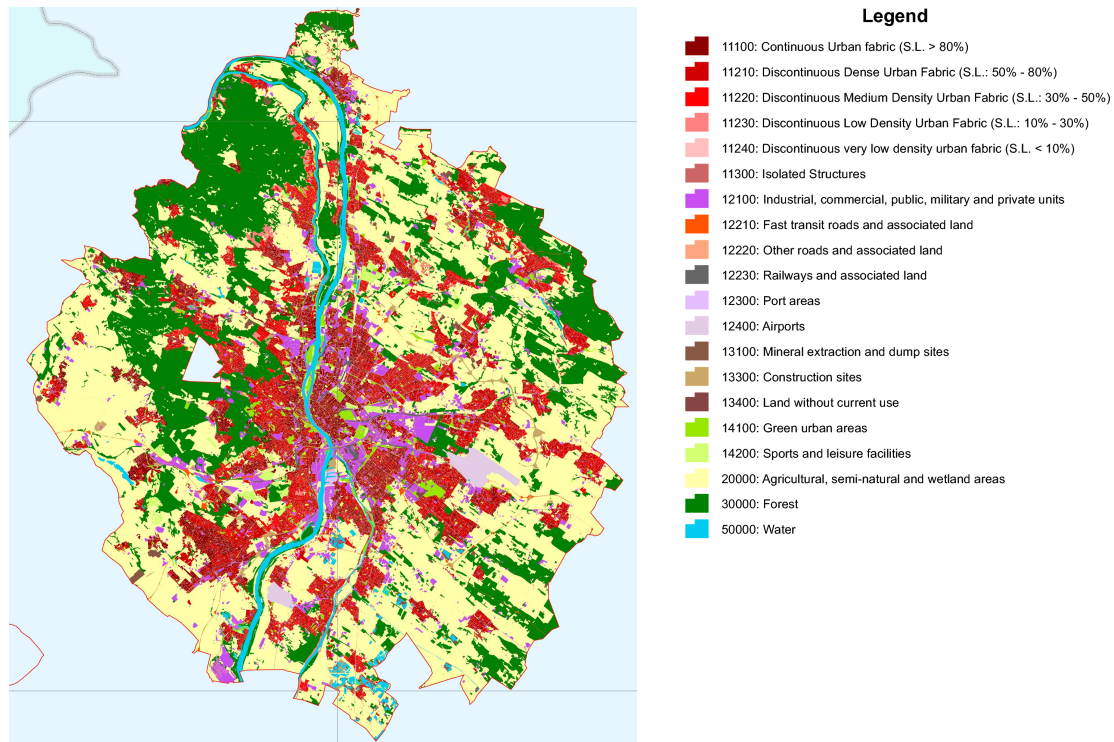 Legend
11100: Continuous Urban fabric (S.L. > 80%)
11210: Discontinuous Dense Urban Fabric (S.L.: 50% - 80%)
11220: Discontinuous Medium Density Urban Fabric (S.L.: 30% - 50%)
11230: Discontinuous Low Density Urban Fabric (S.L.: 10% - 30%)
11240: Discontinuous very low density urban fabric (S.L. < 10%)
11300: Isolated Structures
12100: Industrial, commercial, public, military and private units
12210: Fast transit roads and associated land
12220: Other roads and associated land
12230: Railways and associated land
12300: Port areas
12400: Airports
13100: Mineral extraction and dump sites
13300: Construction sites
13400: Land without current use
14100: Green urban areas
14200: Sports and leisure facilities
20000: Agricultural, semi-natural and wetland areas
30000: Forest
50000: Water